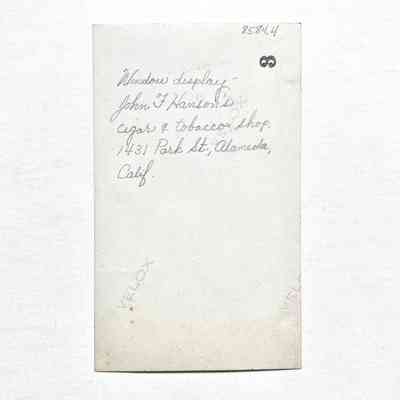 8584.4
3
Window display -
John F Hanson's
cigar & tobacco shop.
1431 Park St., Alameda,
Calif.
VELOX
VELOX